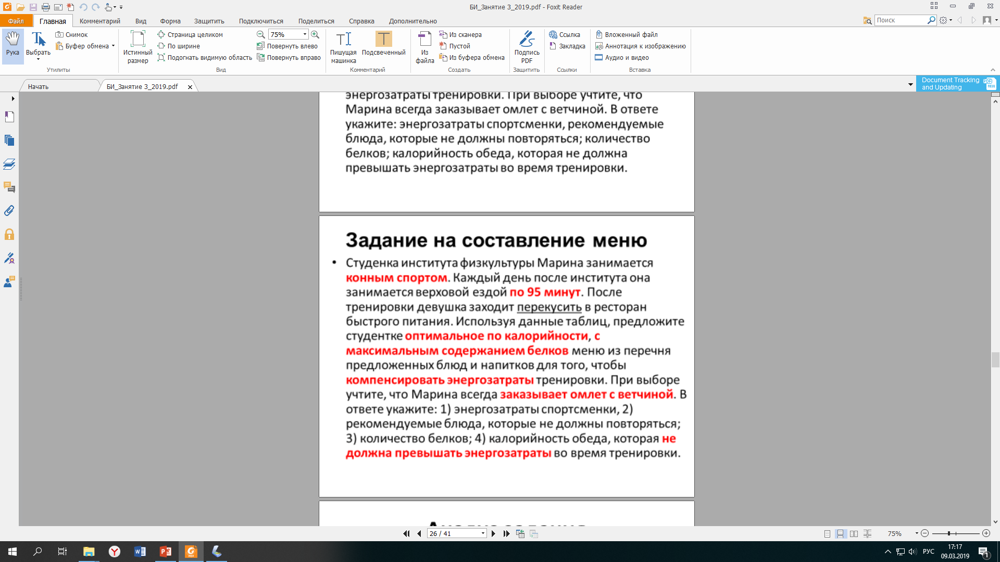 БИ_Занятие 3_2019.pdf - Foxit Reader
Файл Главная Комментарий Вид Форма Защитить Подключиться Поделиться Справка Дополнительно Поиск
Рука
Выбрать
Снимок
Буфер обмена
Утилиты
Истинный
размер
Страница целиком
По ширине
Подогнать видимую область
75%
Повернуть влево
Повернуть вправо
Вид
Пишущая
машинка
Подсвеченный
Комментарий
Из
файла
Из сканера
Пустой
Из буфера обмена
Создать
Подпись
PDF
Защитить
Ссылка
Закладка
Ссылки
Вложенный файл
Аннотация к изображению
Аудио и видео
Вставка
Начать
БИ_Занятие 3_2019.pdf
Document Tracking
and Updating
PDF
NEW
энергозатраты тренировки. При выборе учтите, что
Марина всегда заказывает омлет с ветчиной. В ответе
укажите: энергозатраты спортсменки, рекомендуемые
блюда, которые не должны повторяться; количество
белков; калорийность обеда, которая не должна
превышать энергозатраты во время тренировки.
Задание на составление меню
• Студенка института физкультуры Марина занимается
конным спортом. Каждый день после института она
занимается верховой ездой по 95 минут. После
тренировки девушка заходит перекусить в ресторан
быстрого питания. Используя данные таблиц, предложите
студентке оптимальное по калорийности, с
максимальным содержанием белков меню из перечня
предложенных блюд и напитков для того, чтобы
компенсировать энергозатраты тренировки. При выборе
учтите, что Марина всегда заказывает омлет с ветчиной. В
ответе укажите: 1) энергозатраты спортсменки, 2)
рекомендуемые блюда, которые не должны повторяться;
3) количество белков; 4) калорийность обеда, которая не
должна превышать энергозатраты во время тренировки.
26 / 41
75%
РУС
17:17
09.03.2019
1